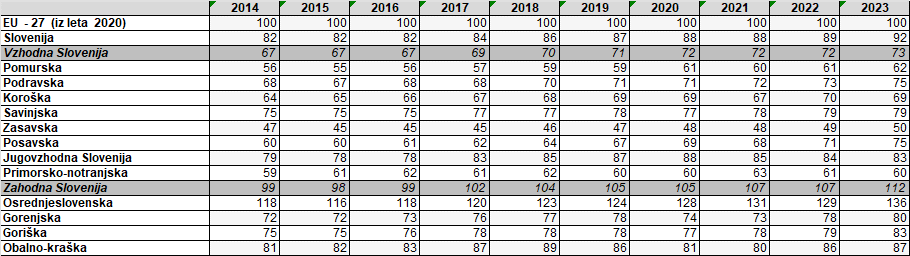 2014 2015 2016 2017 2018 2019 2020 2021 2022 2023
EU - 27 (iz leta 2020) 100 100 100 100 100 100 100 100 100 100
Slovenija 82 82 82 84 86 87 88 88 89 92
Vzhodna Slovenija 67 67 67 69 70 71 72 72 72 73
Pomurska 56 55 56 57 59 59 61 60 61 62
Podravska 68 67 68 68 70 71 71 72 73 75
Koroška 64 65 66 67 68 69 69 67 70 69
Savinjska 75 75 75 77 77 78 77 78 79 79
Zasavska 47 45 45 45 46 47 48 48 49 50
Posavska 60 60 61 62 64 67 69 68 71 75
Jugovzhodna Slovenija 79 78 78 83 85 87 88 85 84 83
Primorsko-notranjska 59 61 62 61 62 60 60 63 61 60
Zahodna Slovenija 99 98 99 102 104 105 105 107 107 112
Osrednjeslovenska 118 116 118 120 123 124 128 131 129 136
Gorenjska 72 72 73 76 77 78 74 73 78 80
Goriška 75 75 76 78 78 78 77 78 79 83
Obalno-kraška 81 82 83 87 89 86 81 80 86 87